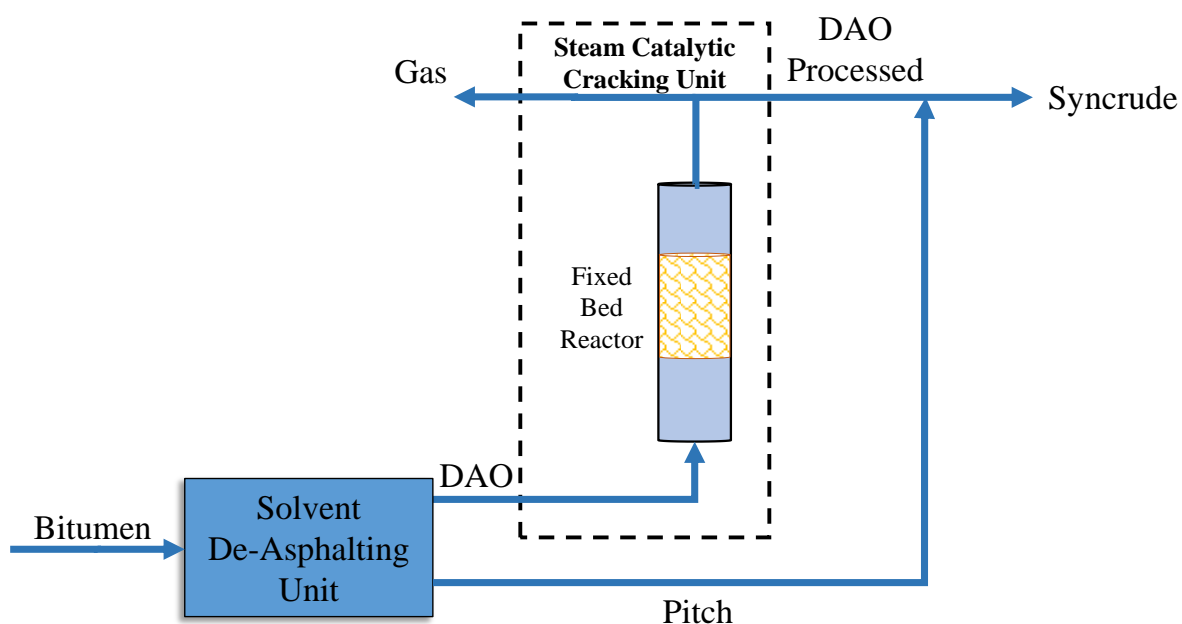 Steam Catalytic
Cracking Unit
DAO
Processed
Gas
Syncrude
Fixed
Bed
Reactor
DAO
Bitumen
Solvent
De-Asphalting
Unit
Pitch